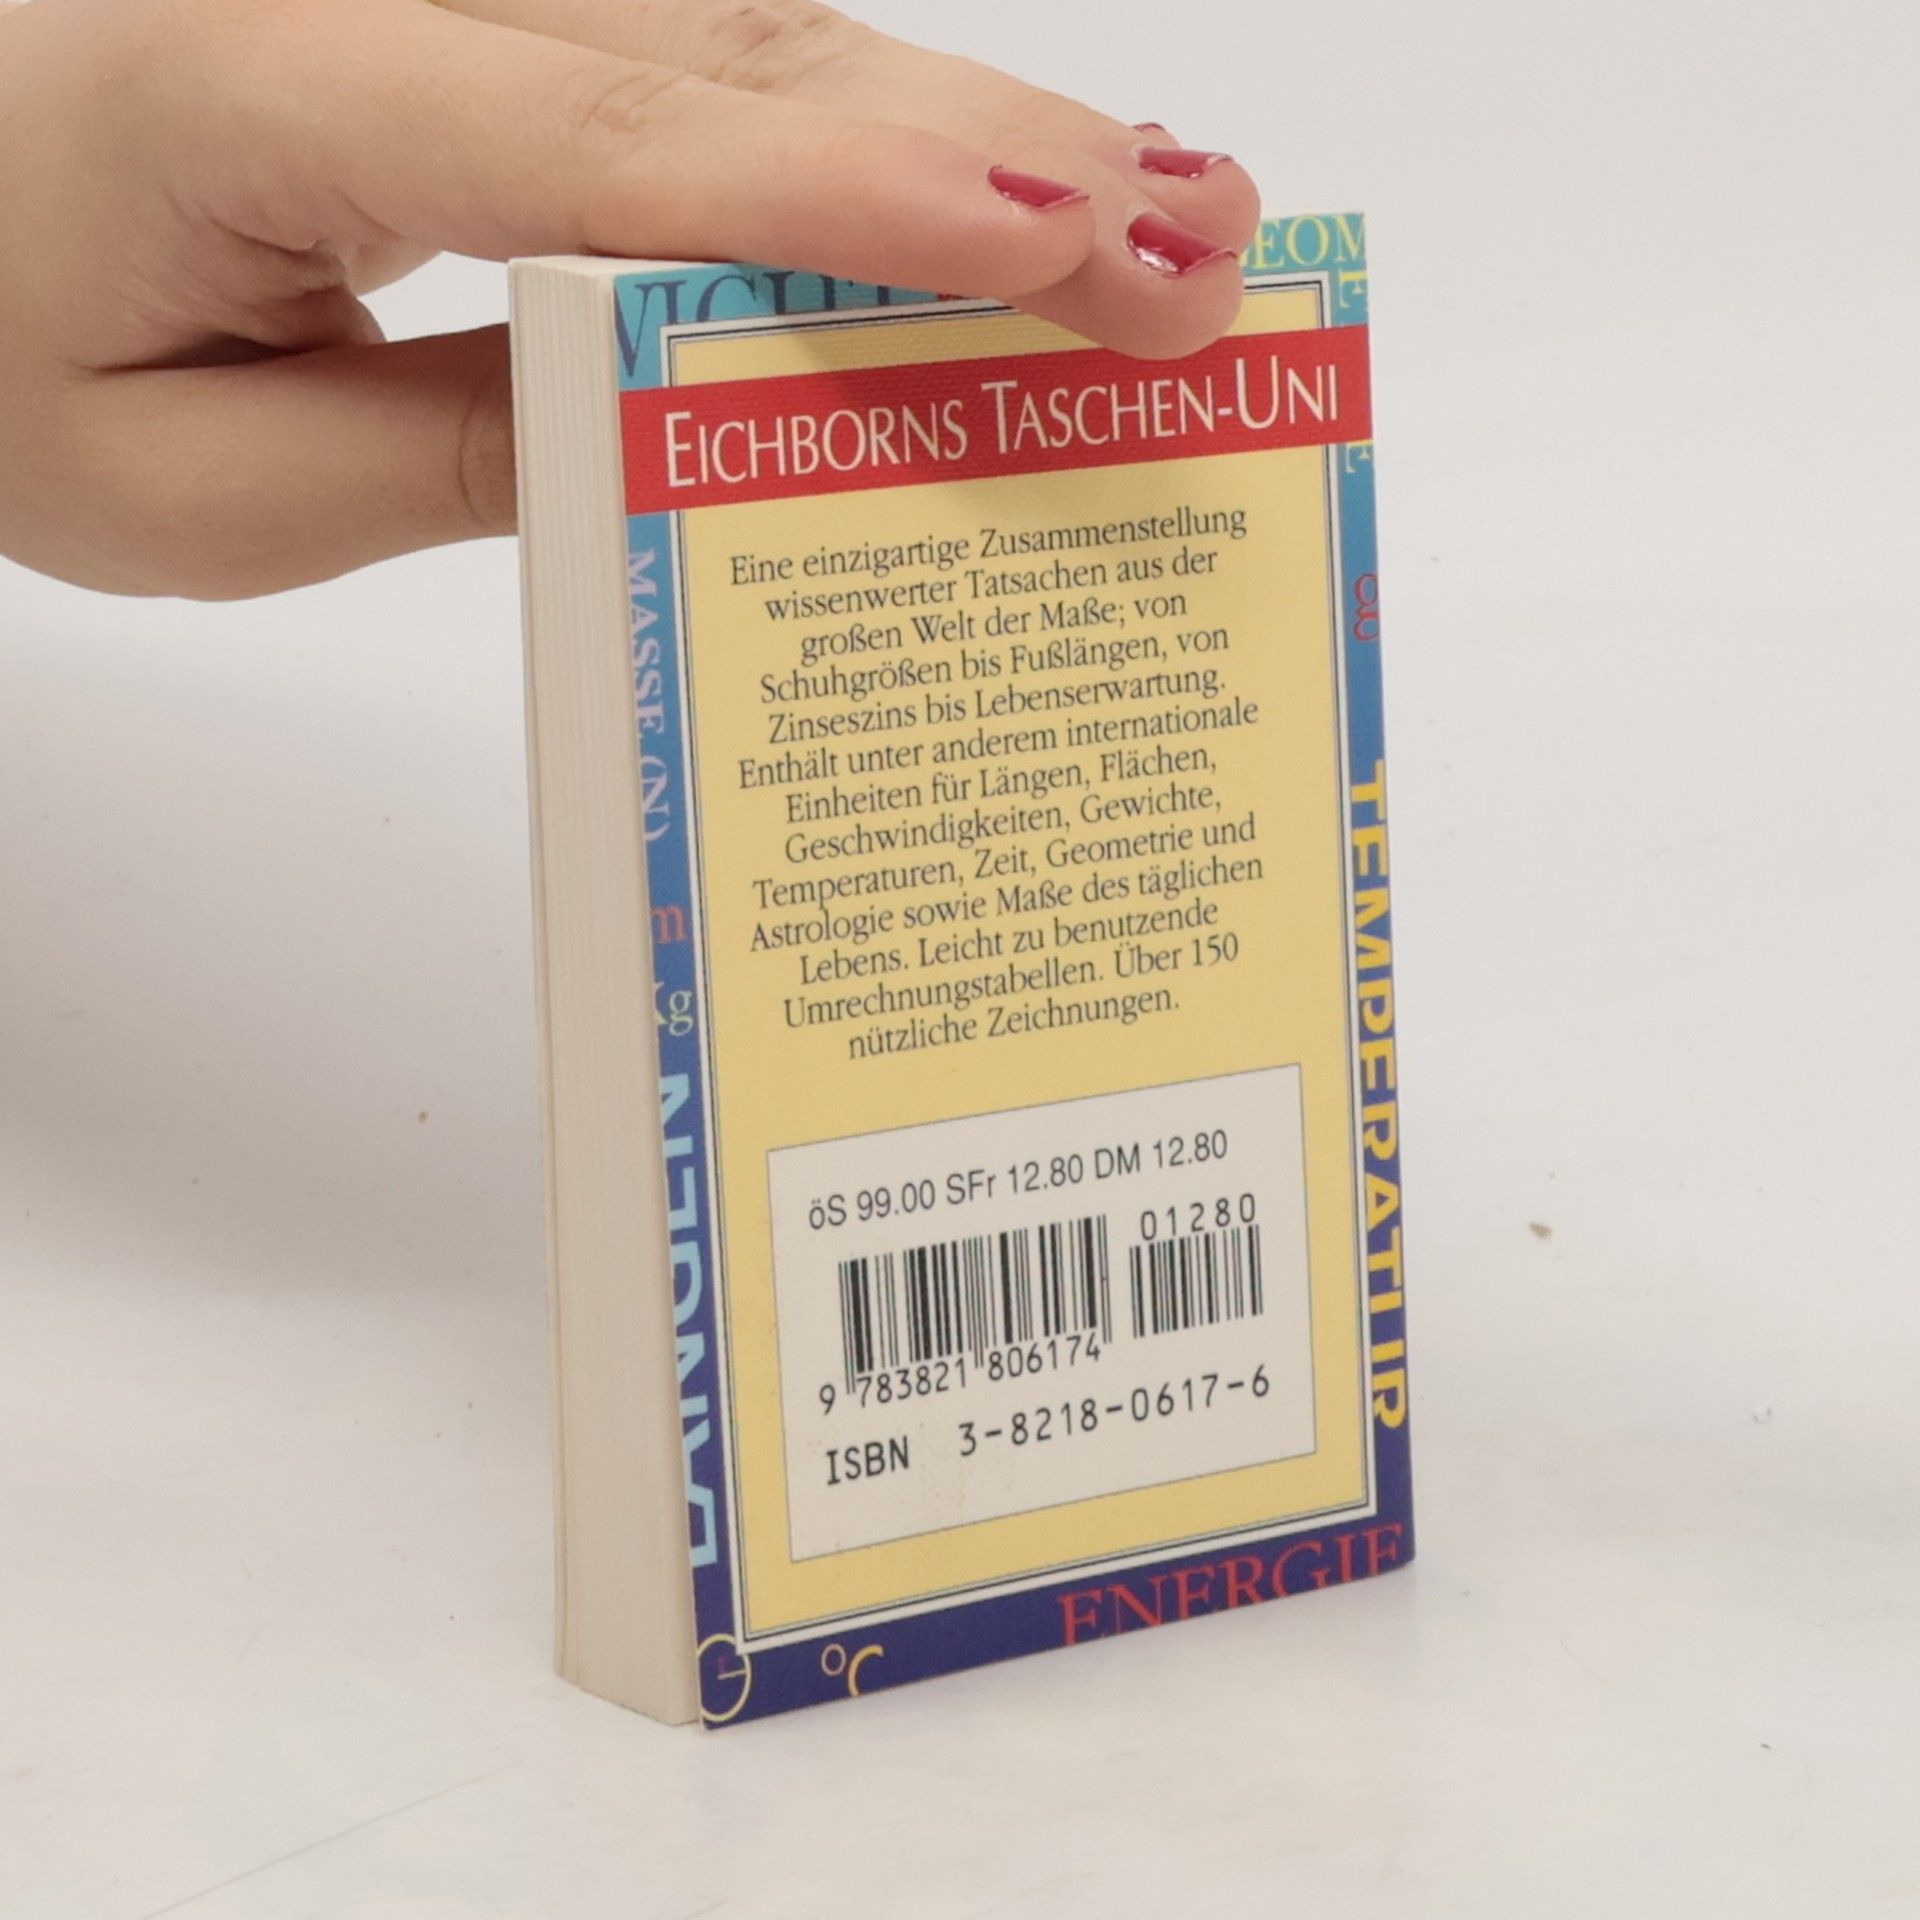 EICHBORNS TASCHEN-UNI
Eine einzigartige Zusammenstellung
wissenwerter Tatsachen aus der
großen Welt der Maße; von
Schuhgrößen bis Fußlängen, von
Zinseszins bis Lebenserwartung.
Enthält unter anderem internationale
Einheiten für Längen, Flächen,
Geschwindigkeiten, Gewichte,
Temperaturen, Zeit, Geometrie und
Astrologie sowie Maße des täglichen
Lebens. Leicht zu benutzende
Umrechnungstabellen. Über 150
nützliche Zeichnungen.
öS 99.00 SFr 12.80 DM 12.80
01280
9 783821 806174
ISBN 3-8218-0617-6
MASSE (N)
m
kg
LÄNGEN
g
TEMPERATUR
°C
ENERGIE